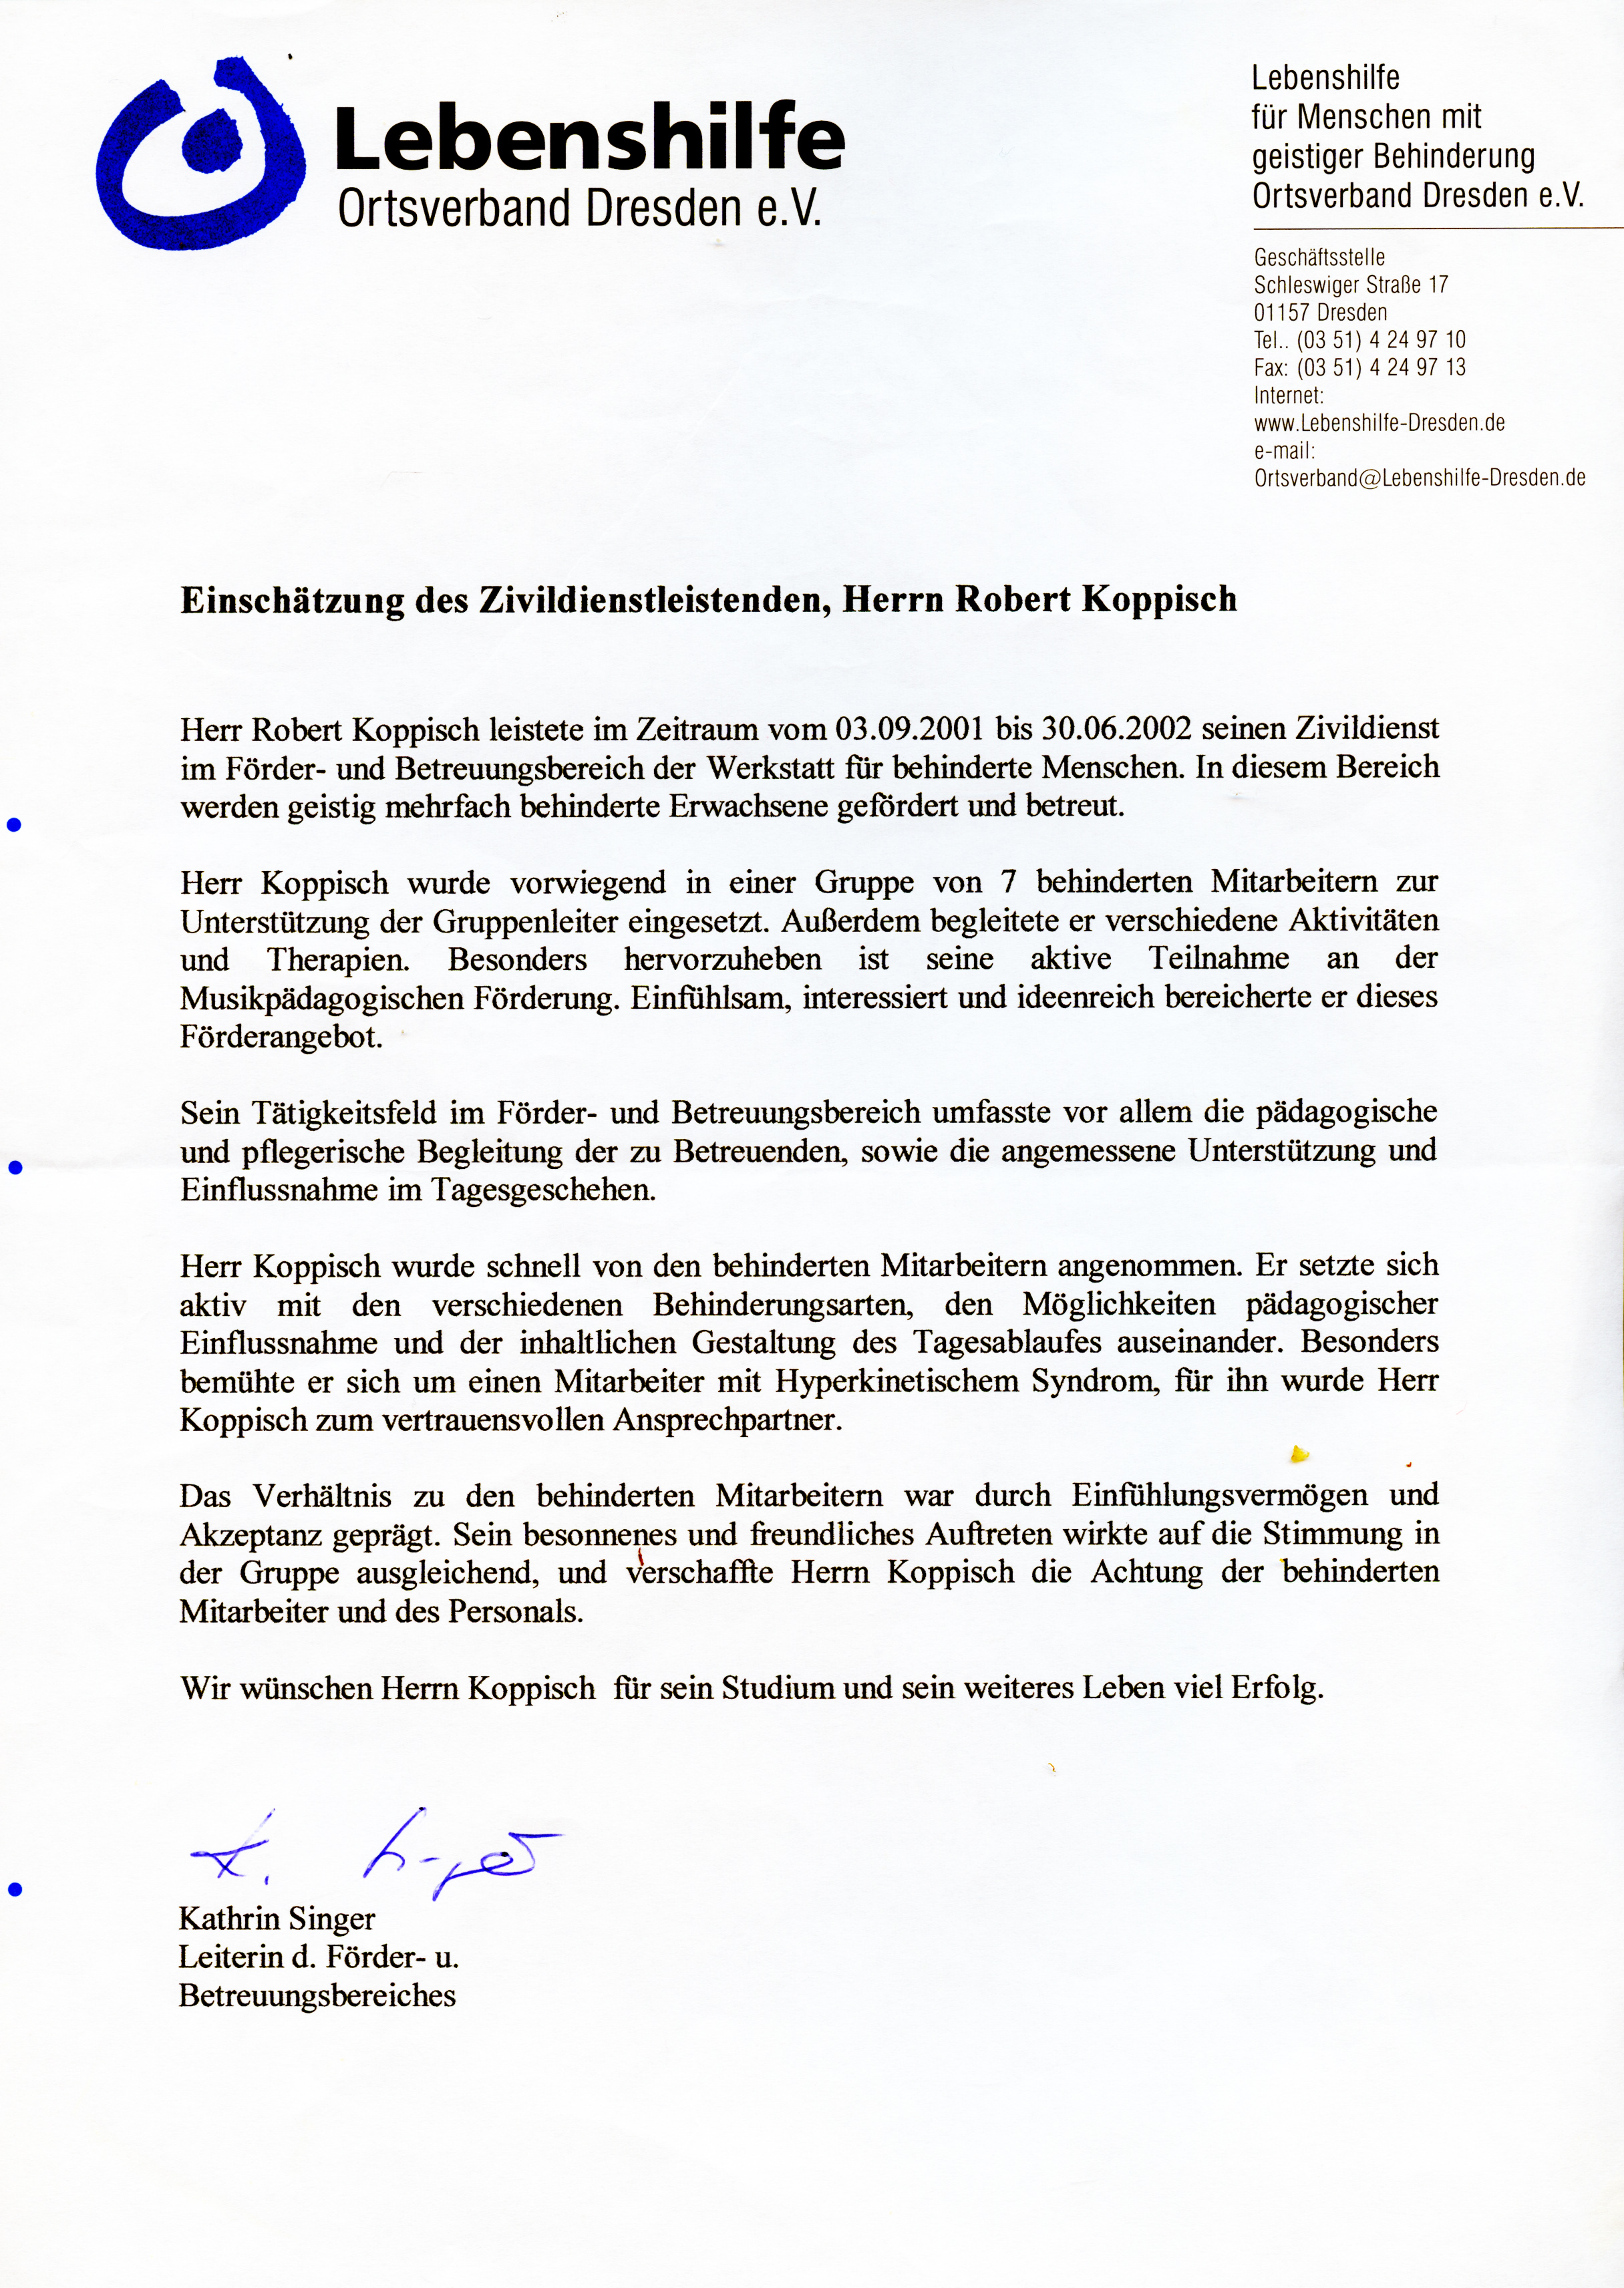 Lebenshilfe
Ortsverband Dresden e.V.
Lebenshilfe
für Menschen mit
geistiger Behinderung
Ortsverband Dresden e.V.
Geschäftsstelle
Schleswiger Straße 17
01157 Dresden
Tel.. (03 51) 4 24 97 10
Fax: (03 51) 4 24 97 13
Internet:
www.Lebenshilfe-Dresden.de
e-mail:
Ortsverband@Lebenshilfe-Dresden.de
Einschätzung des Zivildienstleistenden, Herrn Robert Koppisch
Herr Robert Koppisch leistete im Zeitraum vom 03.09.2001 bis 30.06.2002 seinen Zivildienst
im Förder- und Betreuungsbereich der Werkstatt für behinderte Menschen. In diesem Bereich
werden geistig mehrfach behinderte Erwachsene gefördert und betreut.
Herr Koppisch wurde vorwiegend in einer Gruppe von 7 behinderten Mitarbeitern zur
Unterstützung der Gruppenleiter eingesetzt. Außerdem begleitete er verschiedene Aktivitäten
und Therapien. Besonders hervorzuheben ist seine aktive Teilnahme an der
Musikpädagogischen Förderung. Einfühlsam, interessiert und ideenreich bereicherte er dieses
Förderangebot.
Sein Tätigkeitsfeld im Förder- und Betreuungsbereich umfasste vor allem die pädagogische
und pflegerische Begleitung der zu Betreuenden, sowie die angemessene Unterstützung und
Einflussnahme im Tagesgeschehen.
Herr Koppisch wurde schnell von den behinderten Mitarbeitern angenommen. Er setzte sich
aktiv mit den verschiedenen Behinderungsarten, den Möglichkeiten pädagogischer
Einflussnahme und der inhaltlichen Gestaltung des Tagesablaufes auseinander. Besonders
bemühte er sich um einen Mitarbeiter mit Hyperkinetischem Syndrom, für ihn wurde Herr
Koppisch zum vertrauensvollen Ansprechpartner.
Das Verhältnis zu den behinderten Mitarbeitern war durch Einfühlungsvermögen und
Akzeptanz geprägt. Sein besonnenes und freundliches Auftreten wirkte auf die Stimmung in
der Gruppe ausgleichend, und verschaffte Herrn Koppisch die Achtung der behinderten
Mitarbeiter und des Personals.
Wir wünschen Herrn Koppisch für sein Studium und sein weiteres Leben viel Erfolg.
Kathrin Singer
Leiterin d. Förder- u.
Betreuungsbereiches